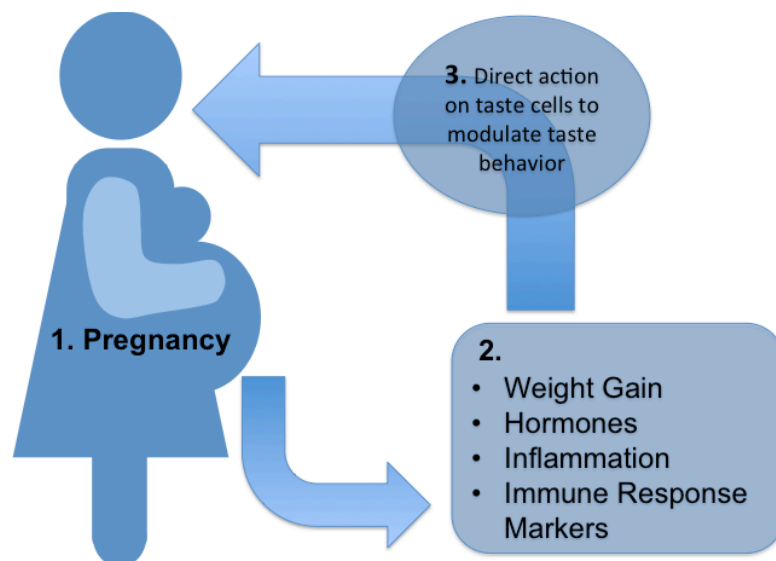 3. Direct action
on taste cells to
modulate taste
behavior
1. Pregnancy
2.
• Weight Gain
• Hormones
• Inflammation
• Immune Response
Markers